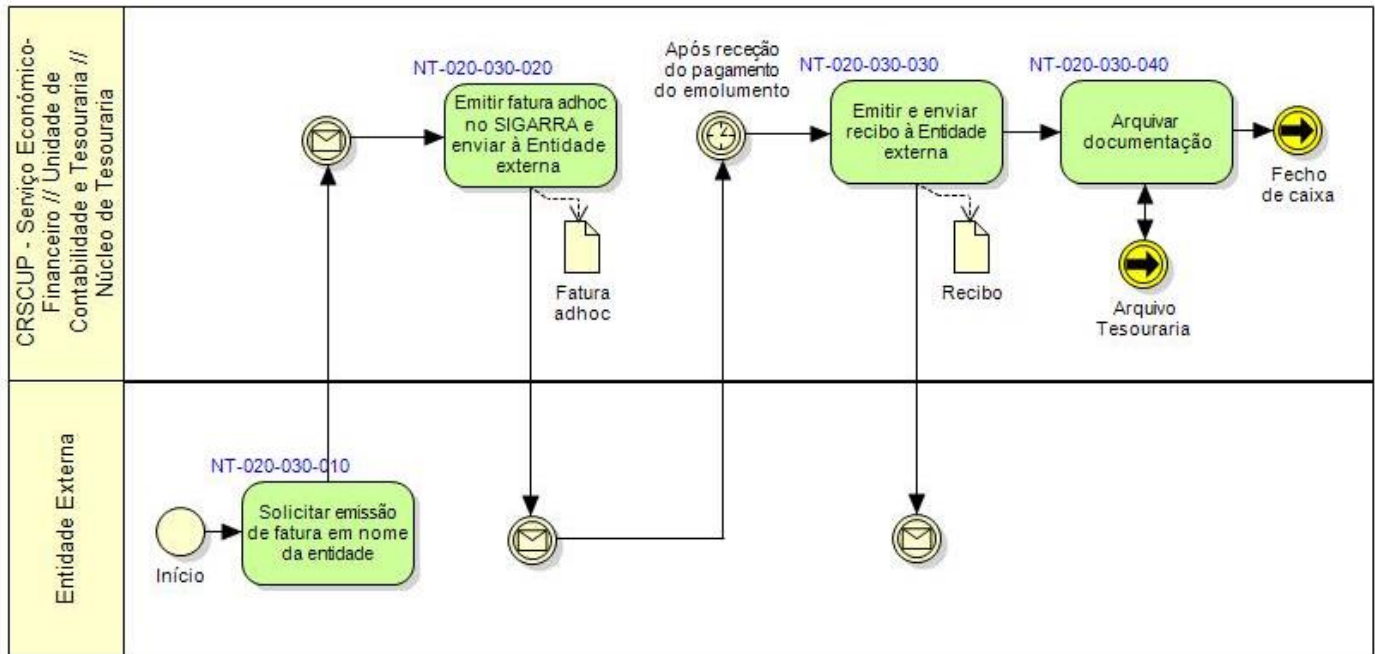 CRSCUP - Serviço Económico-
Financeiro // Unidade de
Contabilidade e Tesouraria //
Núcleo de Tesouraria
NT-020-030-020
Emitir fatura adhoc
no SIGARRA e
enviar à Entidade
externa
Fatura
adhoc
Após receção
do pagamento
do emolumento
NT-020-030-030
Emitir e enviar
recibo à Entidade
externa
Recibo
NT-020-030-040
Arquivar
documentação
Fecho
de caixa
Arquivo
Tesouraria
Entidade Externa
NT-020-030-010
Solicitar emissão
de fatura em nome
da entidade
Início